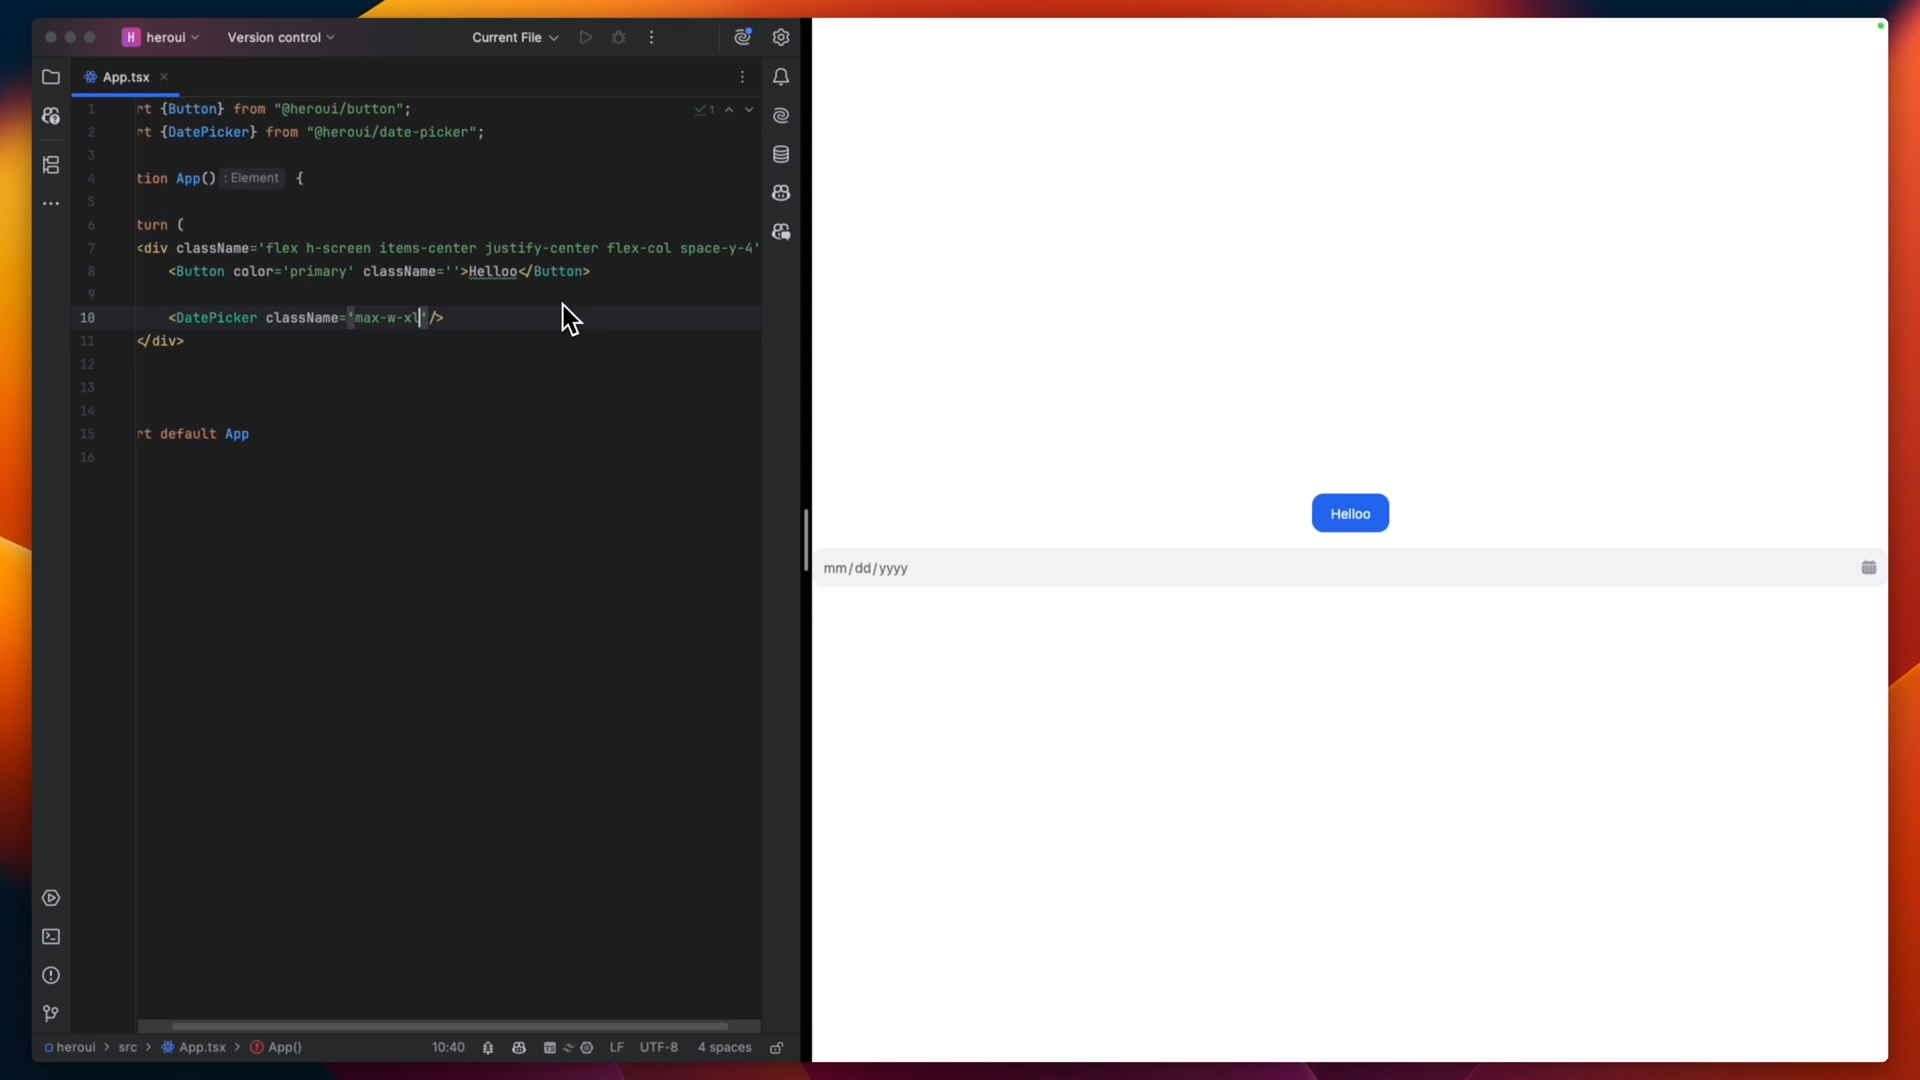 H heroui
Version control
Current File
App.tsx
1 rt {Button} from "@heroui/button";
1
2 rt {DatePicker} from "@heroui/date-picker";
3
4 tion App() : Element {
5
6 turn (
7 <div className='flex h-screen items-center justify-center flex-col space-y-4'
8 <Button color='primary' className=''>Helloo</Button>
9
10 <DatePicker className='max-w-xl'/>
11 </div>
12
13
14
15 rt default App
16
heroui > src > App.tsx > App()
10:40
LF
UTF-8
4 spaces
Helloo
mm/dd/yyyy